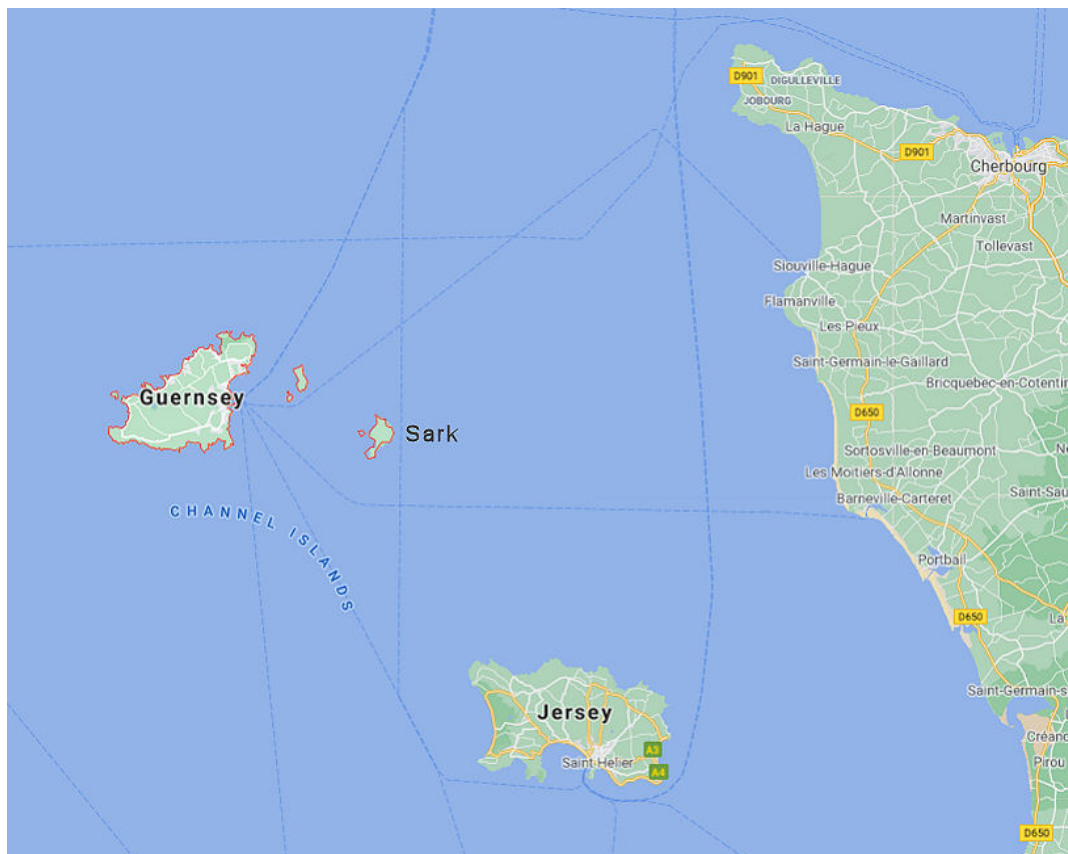 D901
DIGULLEVILLE
JOBOURG
La Hague
D901
Cherbourg
Martinvast
Tollevast
Siouville-Hague
Flamanville
Les Pieux
Saint-Germain-le-Gaillard
Bricquebec-en-Cotentin
Guernsey
D650
Sark
Sortosville-en-Beaumont
Les Moitiers-d'Allonne
Barneville-Carteret
Saint-Sau
CHANNEL ISLANDS
Portbail
D650
La
Saint-Germain-s
Jersey
Créan
A3
Saint Helier
Pirou
A4
D650